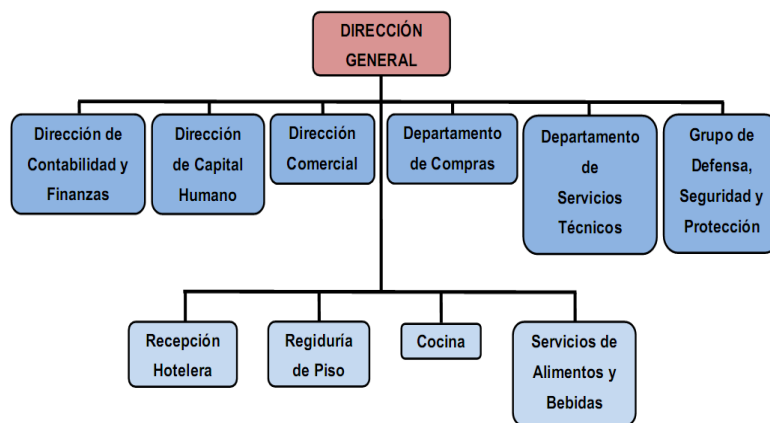 DIRECCIÓN
GENERAL
Dirección de
Contabilidad y
Finanzas
Dirección
de Capital
Humano
Dirección
Comercial
Departamento
de Compras
Departamento
de
Servicios
Técnicos
Grupo de
Defensa,
Seguridad y
Protección
Recepción
Hotelera
Regiduría
de Piso
Cocina
Servicios de
Alimentos y
Bebidas